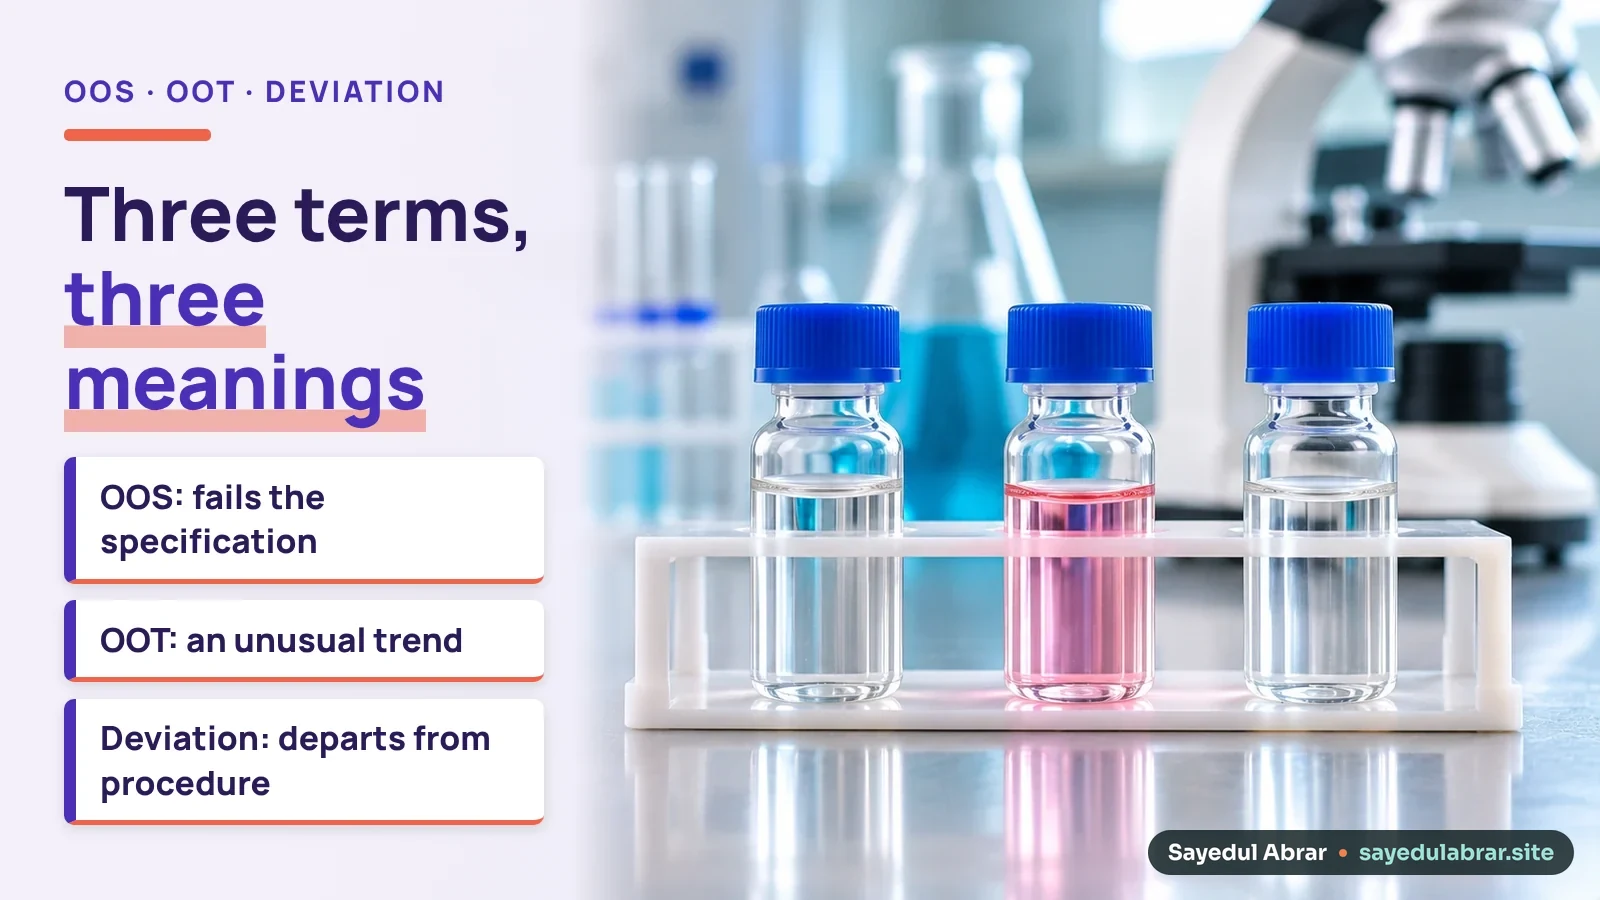 OOS · OOT · DEVIATION
Three terms,
three
meanings
OOS: fails the
specification
OOT: an unusual trend
Deviation: departs from
procedure
Sayedul Abrar • sayedulabrar.site